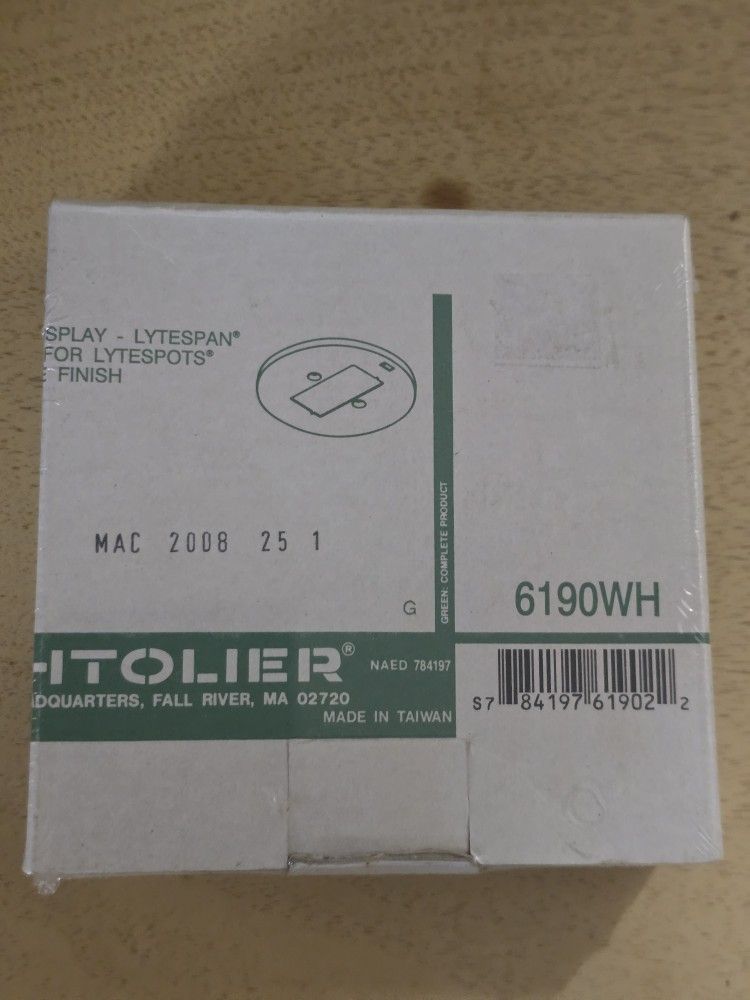 SPLAY - LYTESPAN®
FOR LYTESPOTS®
FINISH
MAC 2008 25 1
G
GREEN: COMPLETE PRODUCT
6190WH
HTOLIER®
NAED 784197
DQUARTERS, FALL RIVER, MA 02720
MADE IN TAIWAN
S7 84197 61902 2